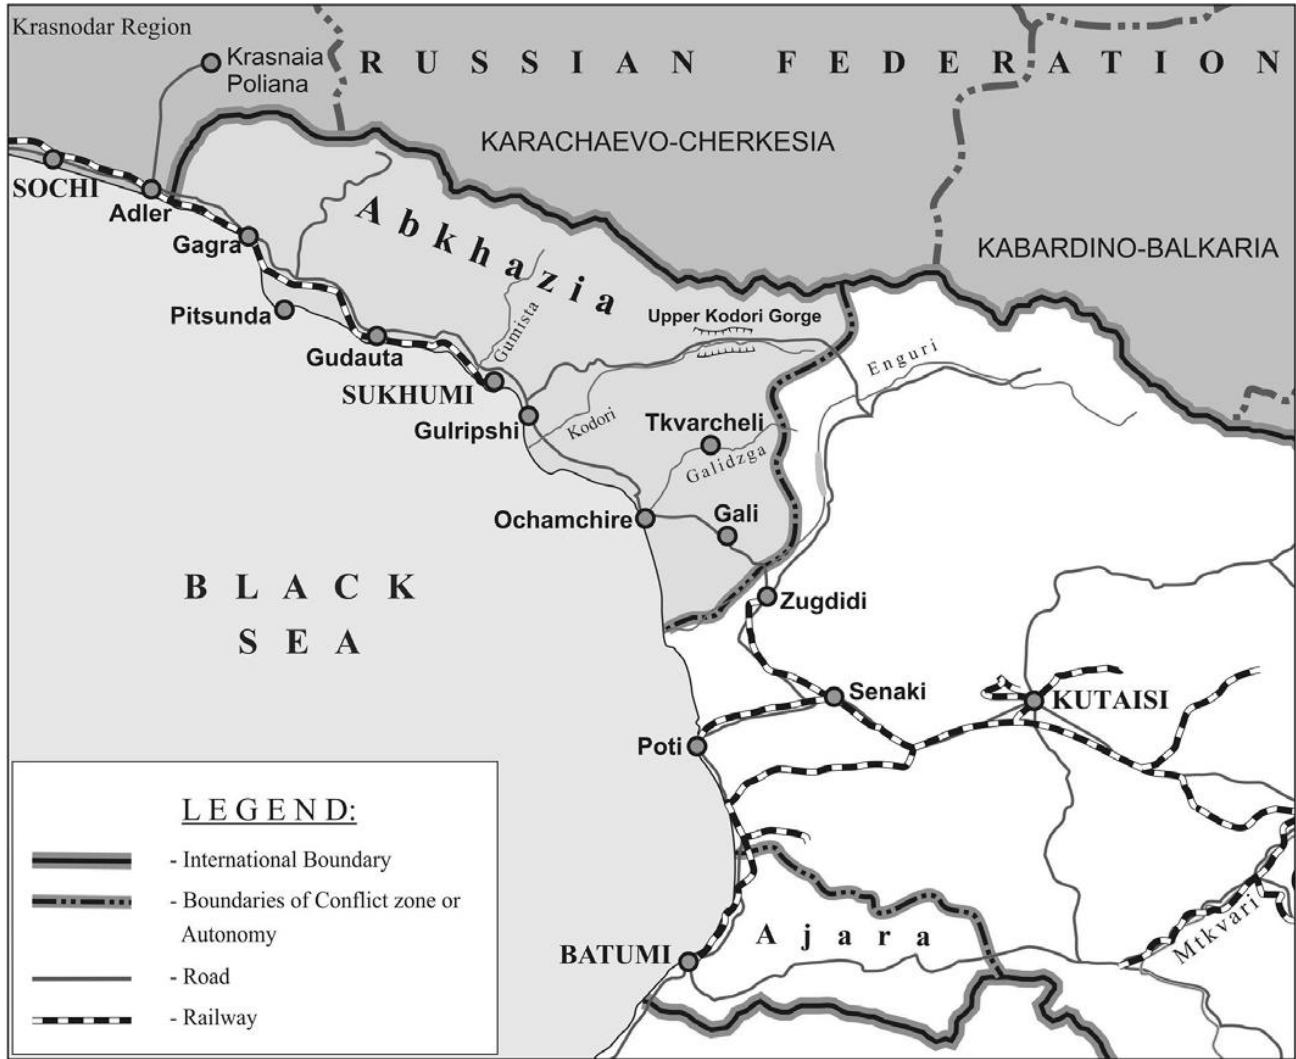 Krasnodar Region
Krasnaia
Poliana
RUSSIAN FEDERATION
KARACHAEVO-CHERKESIA
SOCHI
Adler
Gagra
Abkhazia
KABARDINO-BALKARIA
Pitsunda
Gumista
Upper Kodori Gorge
Gudauta
Enguri
SUKHUMI
Gulripshi
Kodori
Tkvarcheli
Galidzga
Ochamchire
Gali
BLACK
SEA
Zugdidi
Senaki
KUTAISI
Poti
LEGEND:
- International Boundary
- Boundaries of Conflict zone or
Autonomy
- Road
- Railway
Ajara
Mtkvari
BATUMI